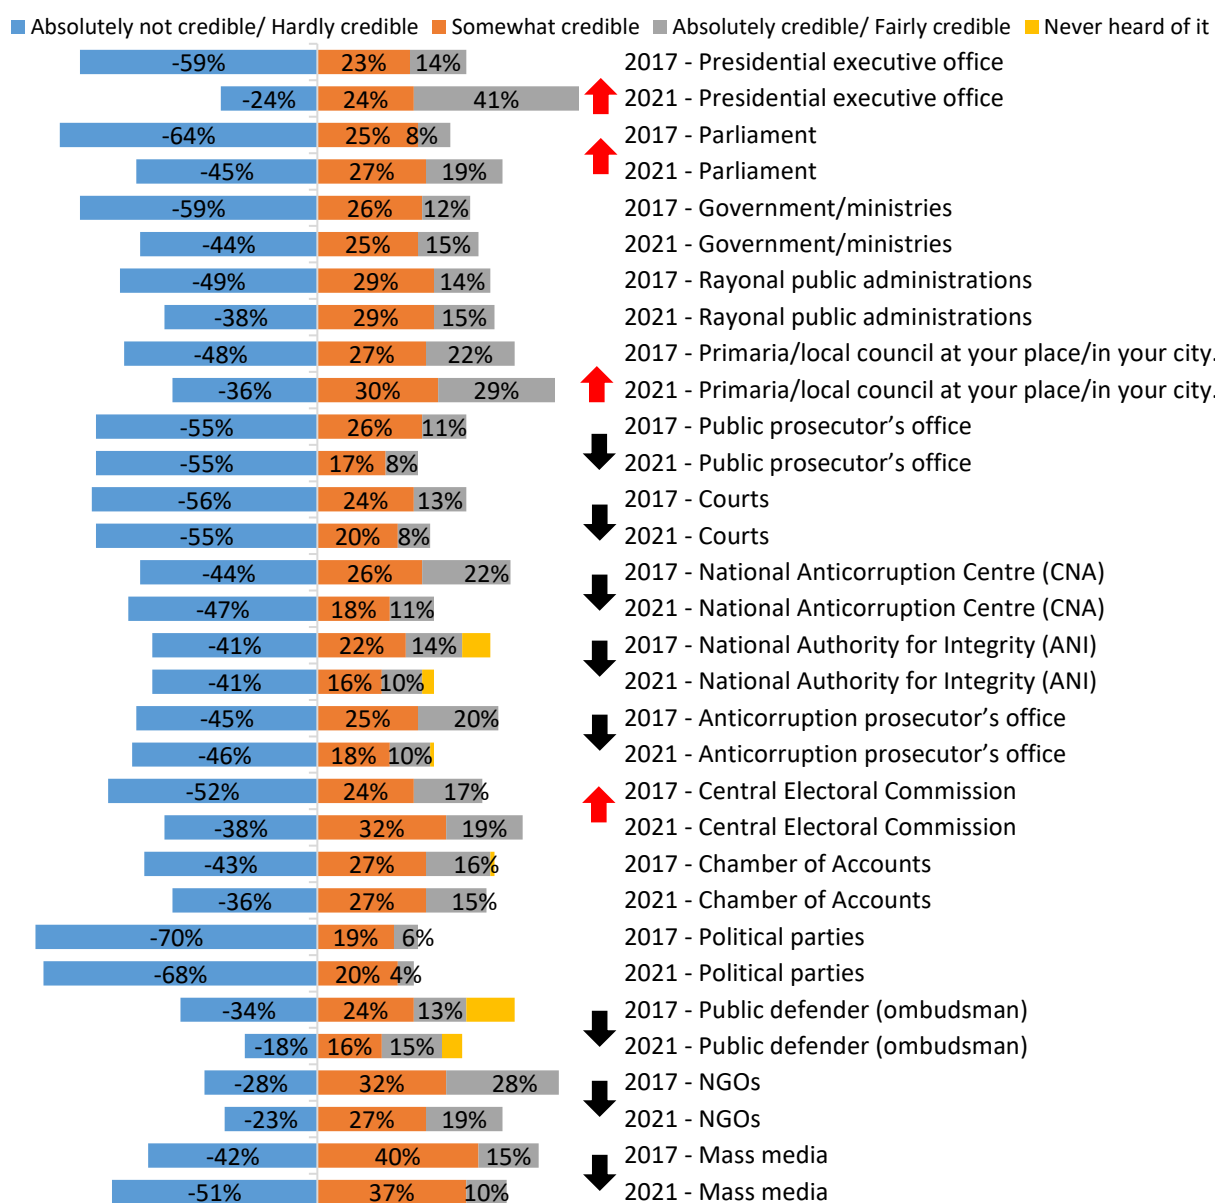 Absolutely not credible/ Hardly credible Somewhat credible Absolutely credible/ Fairly credible Never heard of it
-59% 23% 14% 2017 - Presidential executive office
-24% 24% 41% 2021 - Presidential executive office
-64% 25% 8% 2017 - Parliament
-45% 27% 19% 2021 - Parliament
-59% 26% 12% 2017 - Government/ministries
-44% 25% 15% 2021 - Government/ministries
-49% 29% 14% 2017 - Rayonal public administrations
-38% 29% 15% 2021 - Rayonal public administrations
-48% 27% 22% 2017 - Primaria/local council at your place/in your city.
-36% 30% 29% 2021 - Primaria/local council at your place/in your city.
-55% 26% 11% 2017 - Public prosecutor’s office
-55% 17% 8% 2021 - Public prosecutor’s office
-56% 24% 13% 2017 - Courts
-55% 20% 8% 2021 - Courts
-44% 26% 22% 2017 - National Anticorruption Centre (CNA)
-47% 18% 11% 2021 - National Anticorruption Centre (CNA)
-41% 22% 14% 2017 - National Authority for Integrity (ANI)
-41% 16% 10% 2021 - National Authority for Integrity (ANI)
-45% 25% 20% 2017 - Anticorruption prosecutor’s office
-46% 18% 10% 2021 - Anticorruption prosecutor’s office
-52% 24% 17% 2017 - Central Electoral Commission
-38% 32% 19% 2021 - Central Electoral Commission
-43% 27% 16% 2017 - Chamber of Accounts
-36% 27% 15% 2021 - Chamber of Accounts
-70% 19% 6% 2017 - Political parties
-68% 20% 4% 2021 - Political parties
-34% 24% 13% 2017 - Public defender (ombudsman)
-18% 16% 15% 2021 - Public defender (ombudsman)
-28% 32% 28% 2017 - NGOs
-23% 27% 19% 2021 - NGOs
-42% 40% 15% 2017 - Mass media
-51% 37% 10% 2021 - Mass media